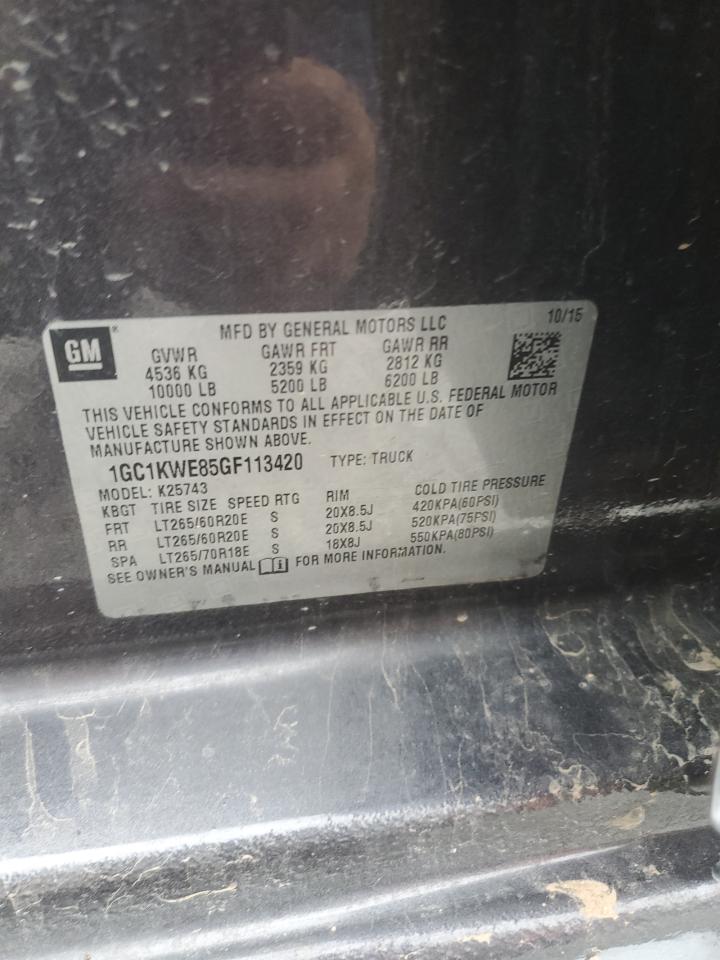 GM
MFD BY GENERAL MOTORS LLC
10/15
GVWR GAWR FRT GAWR RR
4536 KG 2359 KG 2812 KG
10000 LB 5200 LB 6200 LB
THIS VEHICLE CONFORMS TO ALL APPLICABLE U.S. FEDERAL MOTOR
VEHICLE SAFETY STANDARDS IN EFFECT ON THE DATE OF
MANUFACTURE SHOWN ABOVE.
1GC1KWE85GF113420 TYPE: TRUCK
MODEL: K25743
KBGT TIRE SIZE SPEED RTG RIM COLD TIRE PRESSURE
FRT LT265/60R20E S 20X8.5J 420KPA(60PSI)
RR LT265/60R20E S 20X8.5J 520KPA(75PSI)
SPA LT265/70R18E S 18X8J 550KPA(80PSI)
SEE OWNER'S MANUAL FOR MORE INFORMATION.